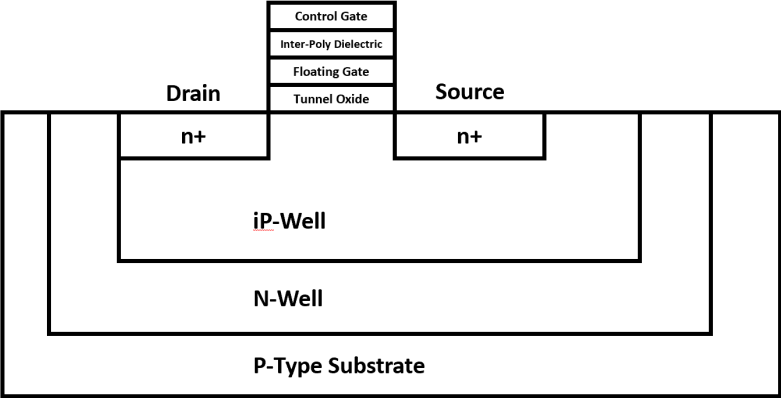 Control Gate
Inter-Poly Dielectric
Floating Gate
Tunnel Oxide
Drain
Source
n+
n+
iP-Well
N-Well
P-Type Substrate